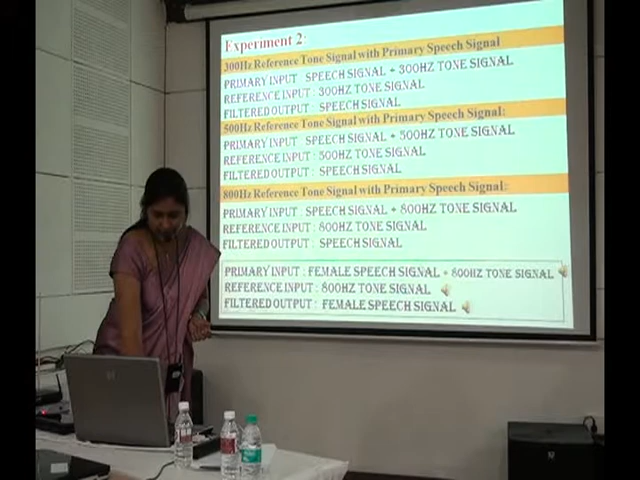 Experiment 2:
300Hz Reference Tone Signal with Primary Speech Signal
PRIMARY INPUT : SPEECH SIGNAL + 300HZ TONE SIGNAL
REFERENCE INPUT : 300HZ TONE SIGNAL
FILTERED OUTPUT : SPEECH SIGNAL
500Hz Reference Tone Signal with Primary Speech Signal:
PRIMARY INPUT : SPEECH SIGNAL + 500HZ TONE SIGNAL
REFERENCE INPUT : 500HZ TONE SIGNAL
FILTERED OUTPUT : SPEECH SIGNAL
800Hz Reference Tone Signal with Primary Speech Signal:
PRIMARY INPUT : SPEECH SIGNAL + 800HZ TONE SIGNAL
REFERENCE INPUT : 800HZ TONE SIGNAL
FILTERED OUTPUT : SPEECH SIGNAL
PRIMARY INPUT : FEMALE SPEECH SIGNAL + 800HZ TONE SIGNAL
REFERENCE INPUT : 800HZ TONE SIGNAL
FILTERED OUTPUT : FEMALE SPEECH SIGNAL